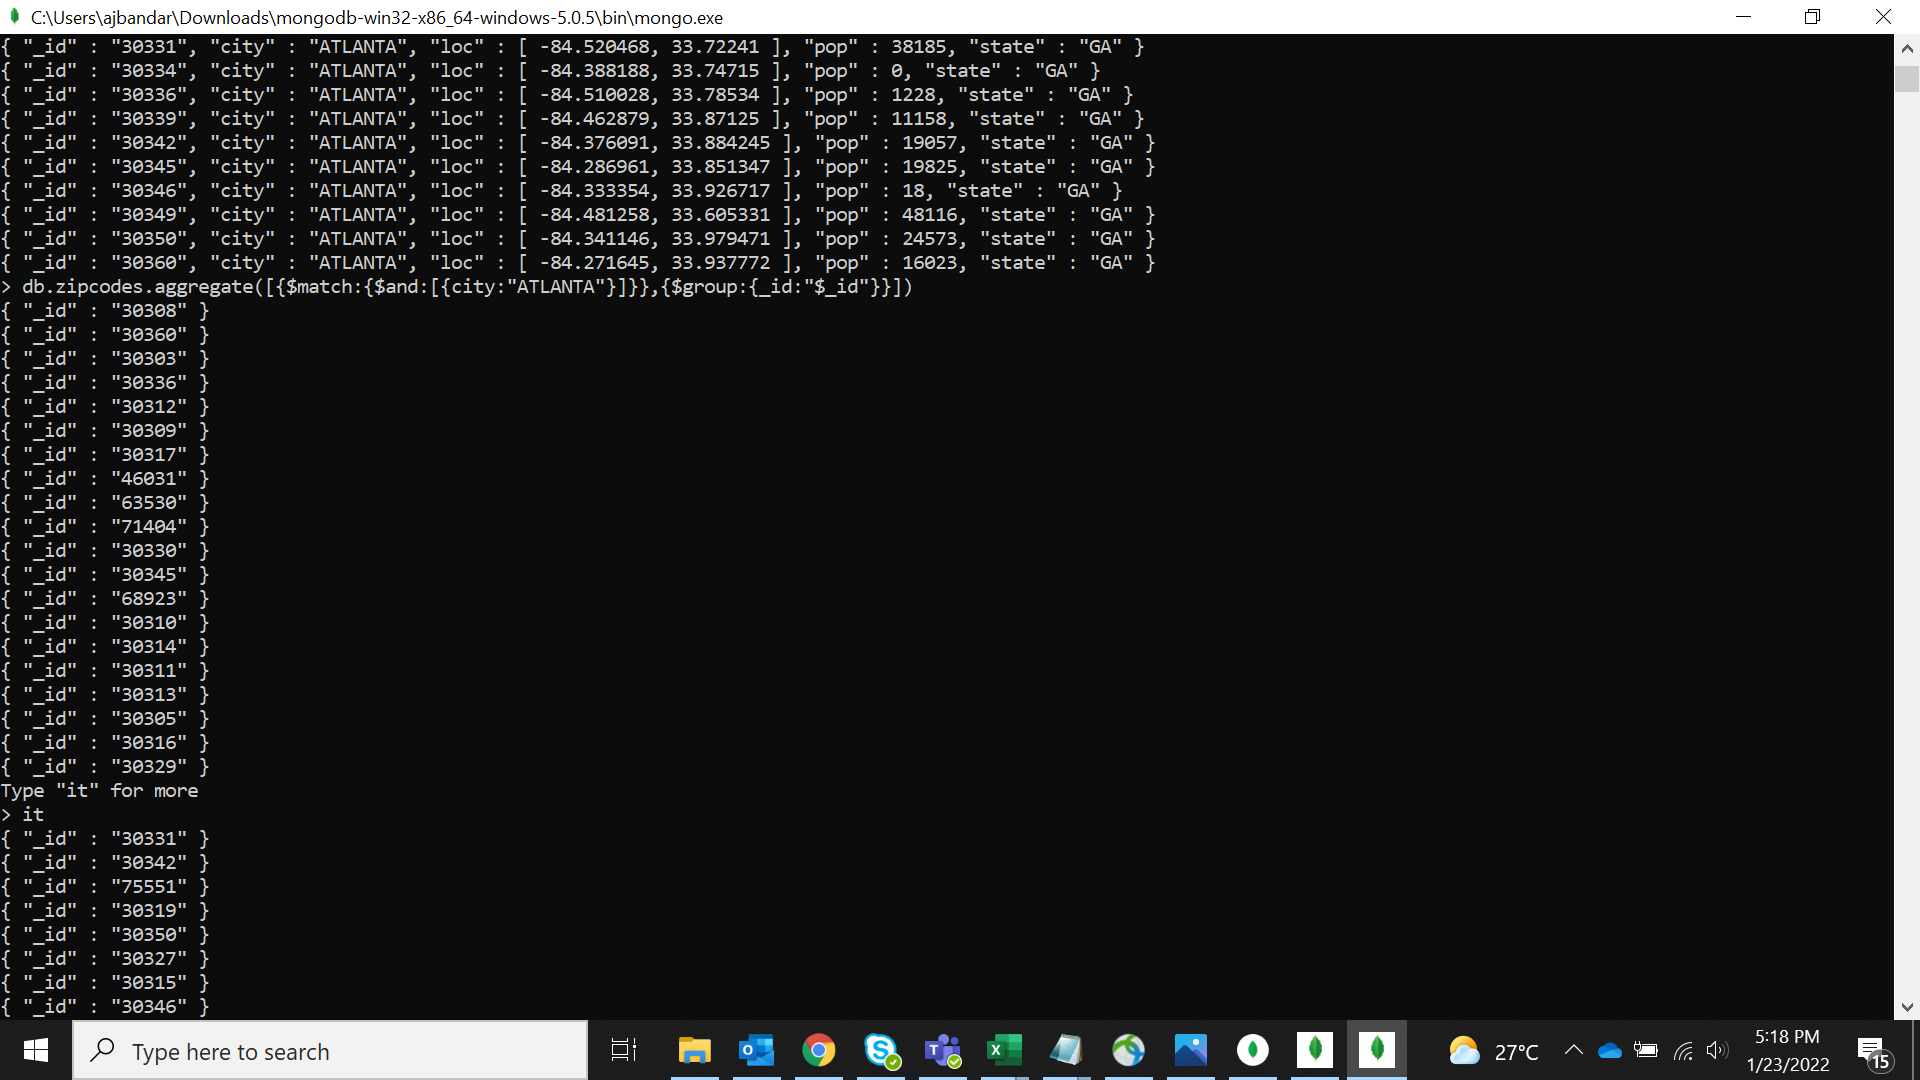 C:\Users\ajbandar\Downloads\mongodb-win32-x86_64-windows-5.0.5\bin\mongo.exe
{ "_id" : "30331", "city" : "ATLANTA", "loc" : [ -84.520468, 33.72241 ], "pop" : 38185, "state" : "GA" }
{ "_id" : "30334", "city" : "ATLANTA", "loc" : [ -84.388188, 33.74715 ], "pop" : 0, "state" : "GA" }
{ "_id" : "30336", "city" : "ATLANTA", "loc" : [ -84.510028, 33.78534 ], "pop" : 1228, "state" : "GA" }
{ "_id" : "30339", "city" : "ATLANTA", "loc" : [ -84.462879, 33.87125 ], "pop" : 11158, "state" : "GA" }
{ "_id" : "30342", "city" : "ATLANTA", "loc" : [ -84.376091, 33.884245 ], "pop" : 19057, "state" : "GA" }
{ "_id" : "30345", "city" : "ATLANTA", "loc" : [ -84.286961, 33.851347 ], "pop" : 19825, "state" : "GA" }
{ "_id" : "30346", "city" : "ATLANTA", "loc" : [ -84.333354, 33.926717 ], "pop" : 18, "state" : "GA" }
{ "_id" : "30349", "city" : "ATLANTA", "loc" : [ -84.481258, 33.605331 ], "pop" : 48116, "state" : "GA" }
{ "_id" : "30350", "city" : "ATLANTA", "loc" : [ -84.341146, 33.979471 ], "pop" : 24573, "state" : "GA" }
{ "_id" : "30360", "city" : "ATLANTA", "loc" : [ -84.271645, 33.937772 ], "pop" : 16023, "state" : "GA" }
> db.zipcodes.aggregate([{$match:{$and:[{city:"ATLANTA"}]}},{$group:{_id:"$_id"}}])
{ "_id" : "30308" }
{ "_id" : "30360" }
{ "_id" : "30303" }
{ "_id" : "30336" }
{ "_id" : "30312" }
{ "_id" : "30309" }
{ "_id" : "30317" }
{ "_id" : "46031" }
{ "_id" : "63530" }
{ "_id" : "71404" }
{ "_id" : "30330" }
{ "_id" : "30345" }
{ "_id" : "68923" }
{ "_id" : "30310" }
{ "_id" : "30314" }
{ "_id" : "30311" }
{ "_id" : "30313" }
{ "_id" : "30305" }
{ "_id" : "30316" }
{ "_id" : "30329" }
Type "it" for more
> it
{ "_id" : "30331" }
{ "_id" : "30342" }
{ "_id" : "75551" }
{ "_id" : "30319" }
{ "_id" : "30350" }
{ "_id" : "30327" }
{ "_id" : "30315" }
{ "_id" : "30346" }
Type here to search
27°C
5:18 PM
1/23/2022
15